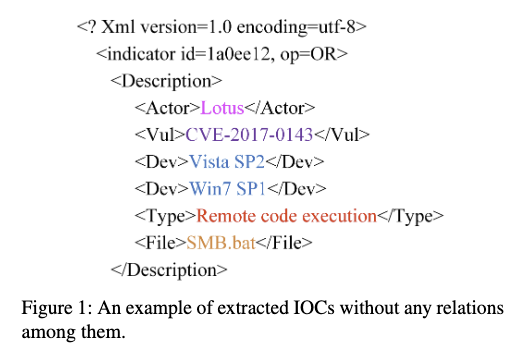 <? Xml version=1.0 encoding=utf-8>
<indicator id=1a0ee12, op=OR>
<Description>
<Actor>Lotus</Actor>
<Vul>CVE-2017-0143</Vul>
<Dev>Vista SP2</Dev>
<Dev>Win7 SP1</Dev>
<Type>Remote code execution</Type>
<File>SMB.bat</File>
</Description>
Figure 1: An example of extracted IOCs without any relations
among them.